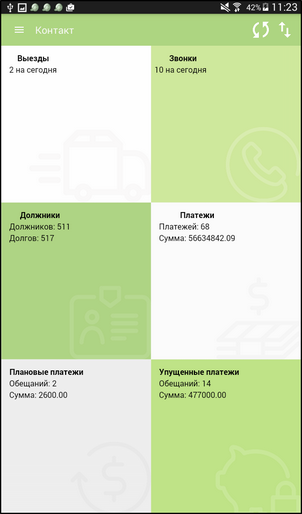 42% 11:23
Контакт
Выезды
2 на сегодня
Звонки
10 на сегодня
Должники
Должников: 511
Долгов: 517
Платежи
Платежей: 68
Сумма: 56634842.09
Плановые платежи
Обещаний: 2
Сумма: 2600.00
Упущенные платежи
Обещаний: 14
Сумма: 477000.00